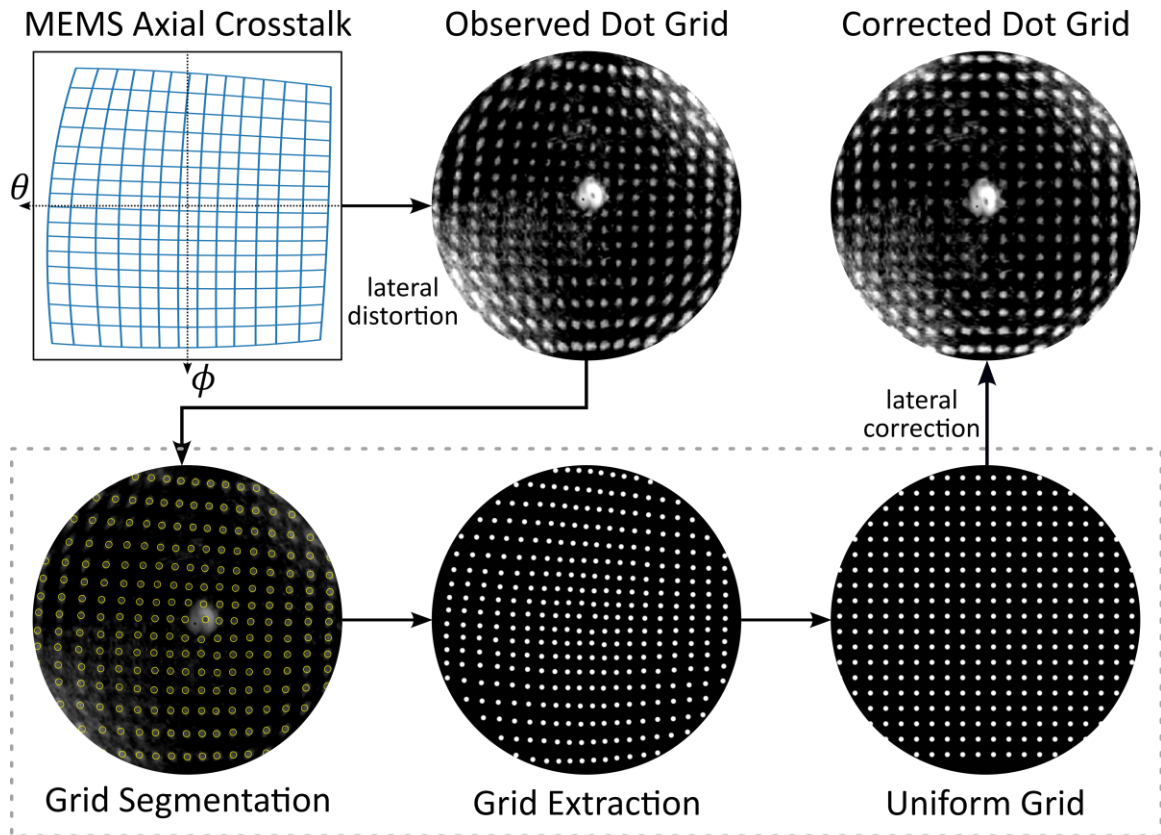 MEMS Axial Crosstalk
Observed Dot Grid
Corrected Dot Grid
θ
ϕ
lateral
distortion
lateral
correction
Grid Segmentation
Grid Extraction
Uniform Grid